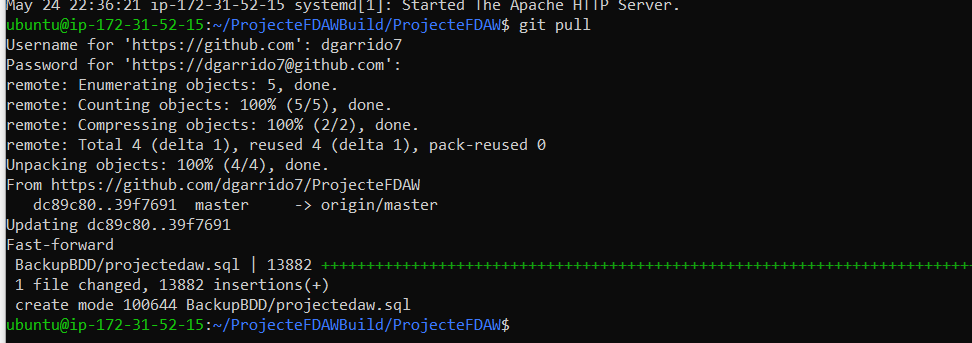 May 24 22:36:21 ip-172-31-52-15 systemd[1]: Started The Apache HTTP Server.
ubuntu@ip-172-31-52-15:~/ProjecteFDAWBuild/ProjecteFDAW$ git pull
Username for 'https://github.com': dgarrido7
Password for 'https://dgarrido7@github.com':
remote: Enumerating objects: 5, done.
remote: Counting objects: 100% (5/5), done.
remote: Compressing objects: 100% (2/2), done.
remote: Total 4 (delta 1), reused 4 (delta 1), pack-reused 0
Unpacking objects: 100% (4/4), done.
From https://github.com/dgarrido7/ProjecteFDAW
   dc89c80..39f7691  master     -> origin/master
Updating dc89c80..39f7691
Fast-forward
 BackupBDD/projectedaw.sql | 13882 +++++++++++++++++++++++++++++++++++++++++++++++++++++++++++++++++++++++++
 1 file changed, 13882 insertions(+)
 create mode 100644 BackupBDD/projectedaw.sql
ubuntu@ip-172-31-52-15:~/ProjecteFDAWBuild/ProjecteFDAW$